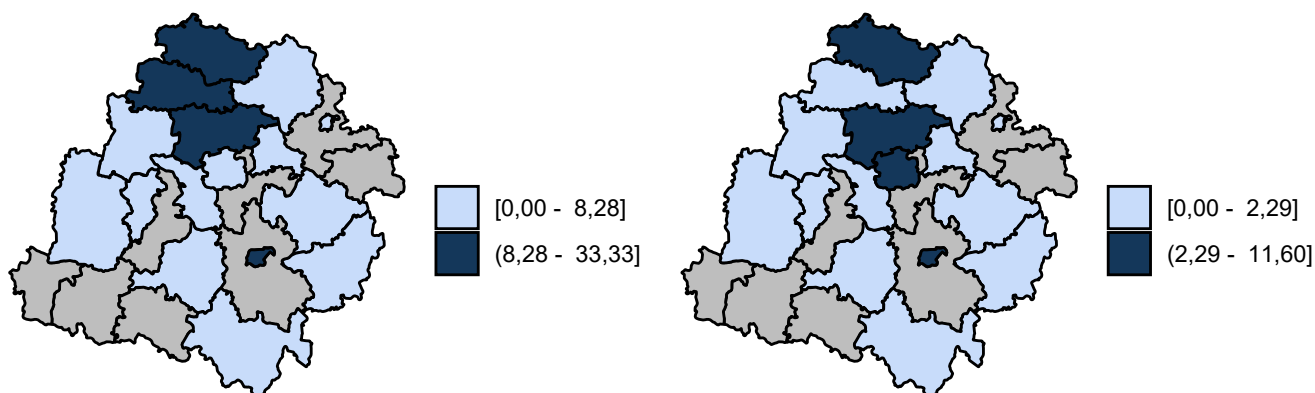 [0,00 - 8,28]
(8,28 - 33,33]
[0,00 - 2,29]
(2,29 - 11,60]